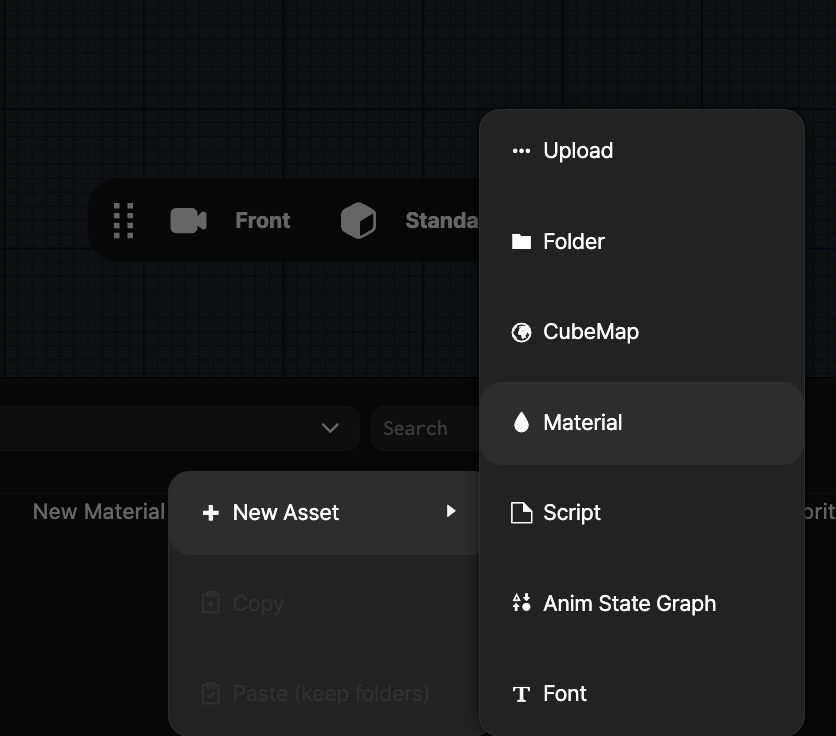 Upload
Front
Standa
Folder
CubeMap
Search
Material
New Material
New Asset
Script
brit
Copy
Anim State Graph
Paste (keep folders)
Font